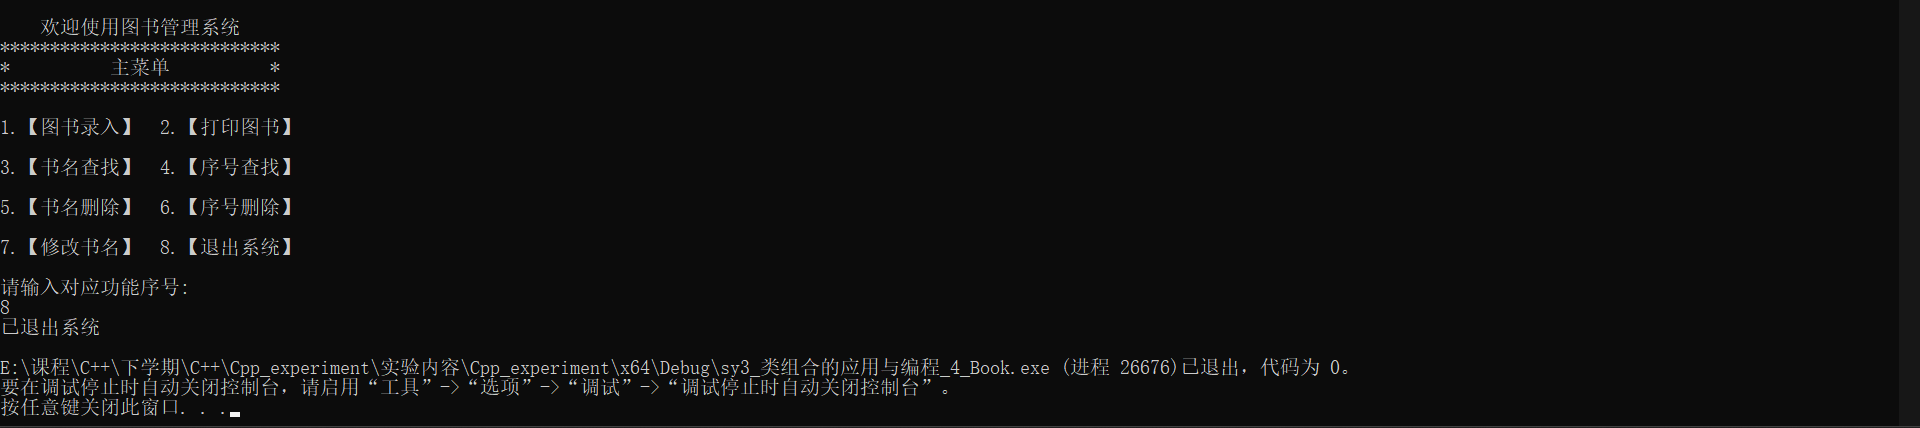 欢迎使用图书管理系统
****************************
*          主菜单          *
****************************
1.【图书录入】  2.【打印图书】
3.【书名查找】  4.【序号查找】
5.【书名删除】  6.【序号删除】
7.【修改书名】  8.【退出系统】
请输入对应功能序号:
8
已退出系统
E:\课程\C++\下学期\C++\Cpp_experiment\实验内容\Cpp_experiment\x64\Debug\sy3_类组合的应用与编程_4_Book.exe (进程 26676)已退出，代码为 0。
要在调试停止时自动关闭控制台，请启用“工具”->“选项”->“调试”->“调试停止时自动关闭控制台”。
按任意键关闭此窗口. . .